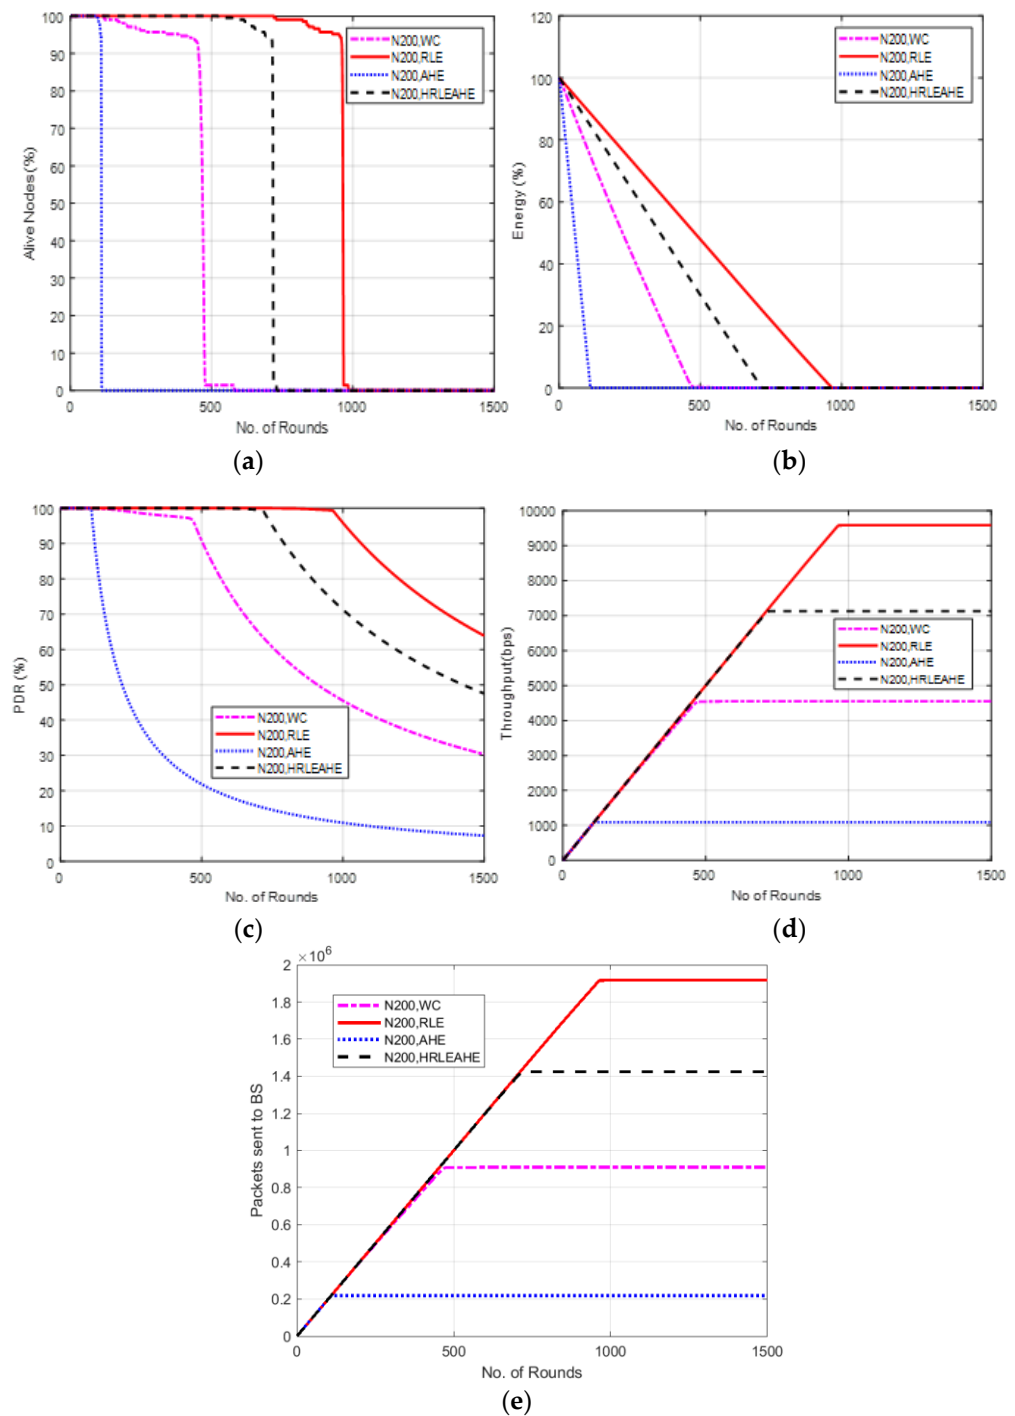 100
90
80
70
60
50
40
30
20
10
0
Alive Nodes (%)
N200,WC
N200,RLE
N200,AHE
N200,HRLEAHE
0 500 1000 1500
No. of Rounds
(a)
120
100
80
60
40
20
0
Energy (%)
N200,WC
N200,RLE
N200,AHE
N200,HRLEAHE
0 500 1000 1500
No. of Rounds
(b)
100
90
80
70
60
50
40
30
20
10
0
PDR (%)
N200,WC
N200,RLE
N200,AHE
N200,HRLEAHE
0 500 1000 1500
No. of Rounds
(c)
10000
9000
8000
7000
6000
5000
4000
3000
2000
1000
0
Throughput(bps)
N200,WC
N200,RLE
N200,AHE
N200,HRLEAHE
0 500 1000 1500
No of Rounds
(d)
×10⁶
2
1.8
1.6
1.4
1.2
1
0.8
0.6
0.4
0.2
0
Packets sent to BS
N200,WC
N200,RLE
N200,AHE
N200,HRLEAHE
0 500 1000 1500
No. of Rounds
(e)